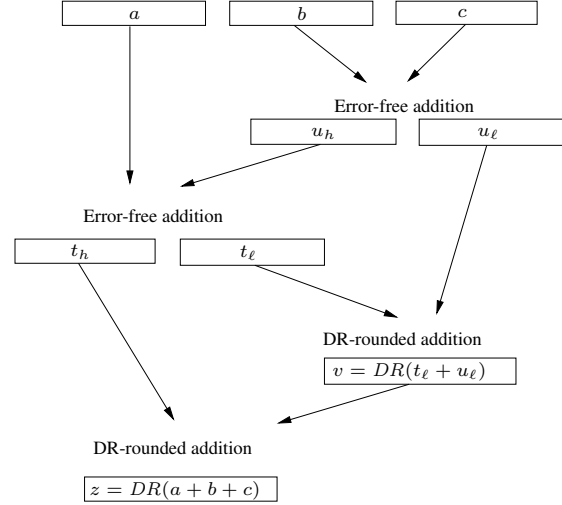 a b c
Error-free addition
u_h u_ℓ
Error-free addition
t_h t_ℓ
DR-rounded addition
v = DR(t_ℓ + u_ℓ)
DR-rounded addition
z = DR(a + b + c)